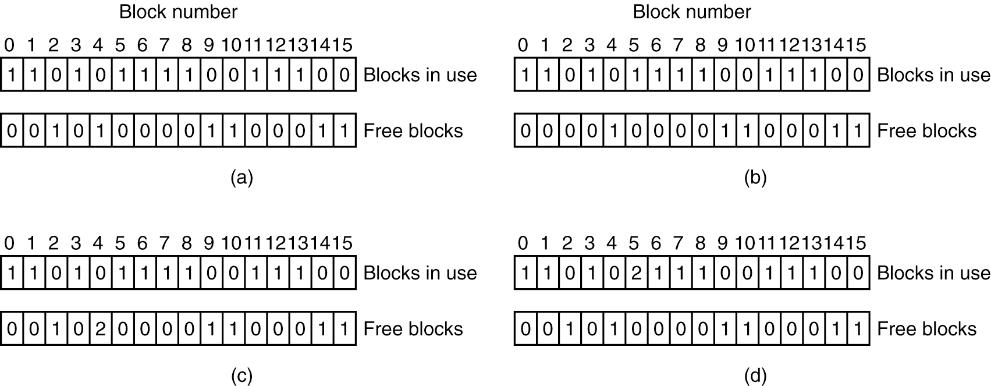 Block number
0 1 2 3 4 5 6 7 8 9 10 11 12 13 14 15
1 1 0 1 0 1 1 1 1 0 0 1 1 1 0 0 Blocks in use
0 0 1 0 1 0 0 0 0 1 1 0 0 0 1 1 Free blocks
(a)
Block number
0 1 2 3 4 5 6 7 8 9 10 11 12 13 14 15
1 1 0 1 0 1 1 1 1 0 0 1 1 1 0 0 Blocks in use
0 0 0 0 1 0 0 0 0 1 1 0 0 0 1 1 Free blocks
(b)
0 1 2 3 4 5 6 7 8 9 10 11 12 13 14 15
1 1 0 1 0 1 1 1 1 0 0 1 1 1 0 0 Blocks in use
0 0 1 0 2 0 0 0 0 1 1 0 0 0 1 1 Free blocks
(c)
0 1 2 3 4 5 6 7 8 9 10 11 12 13 14 15
1 1 0 1 0 2 1 1 1 0 0 1 1 1 0 0 Blocks in use
0 0 1 0 1 0 0 0 0 1 1 0 0 0 1 1 Free blocks
(d)